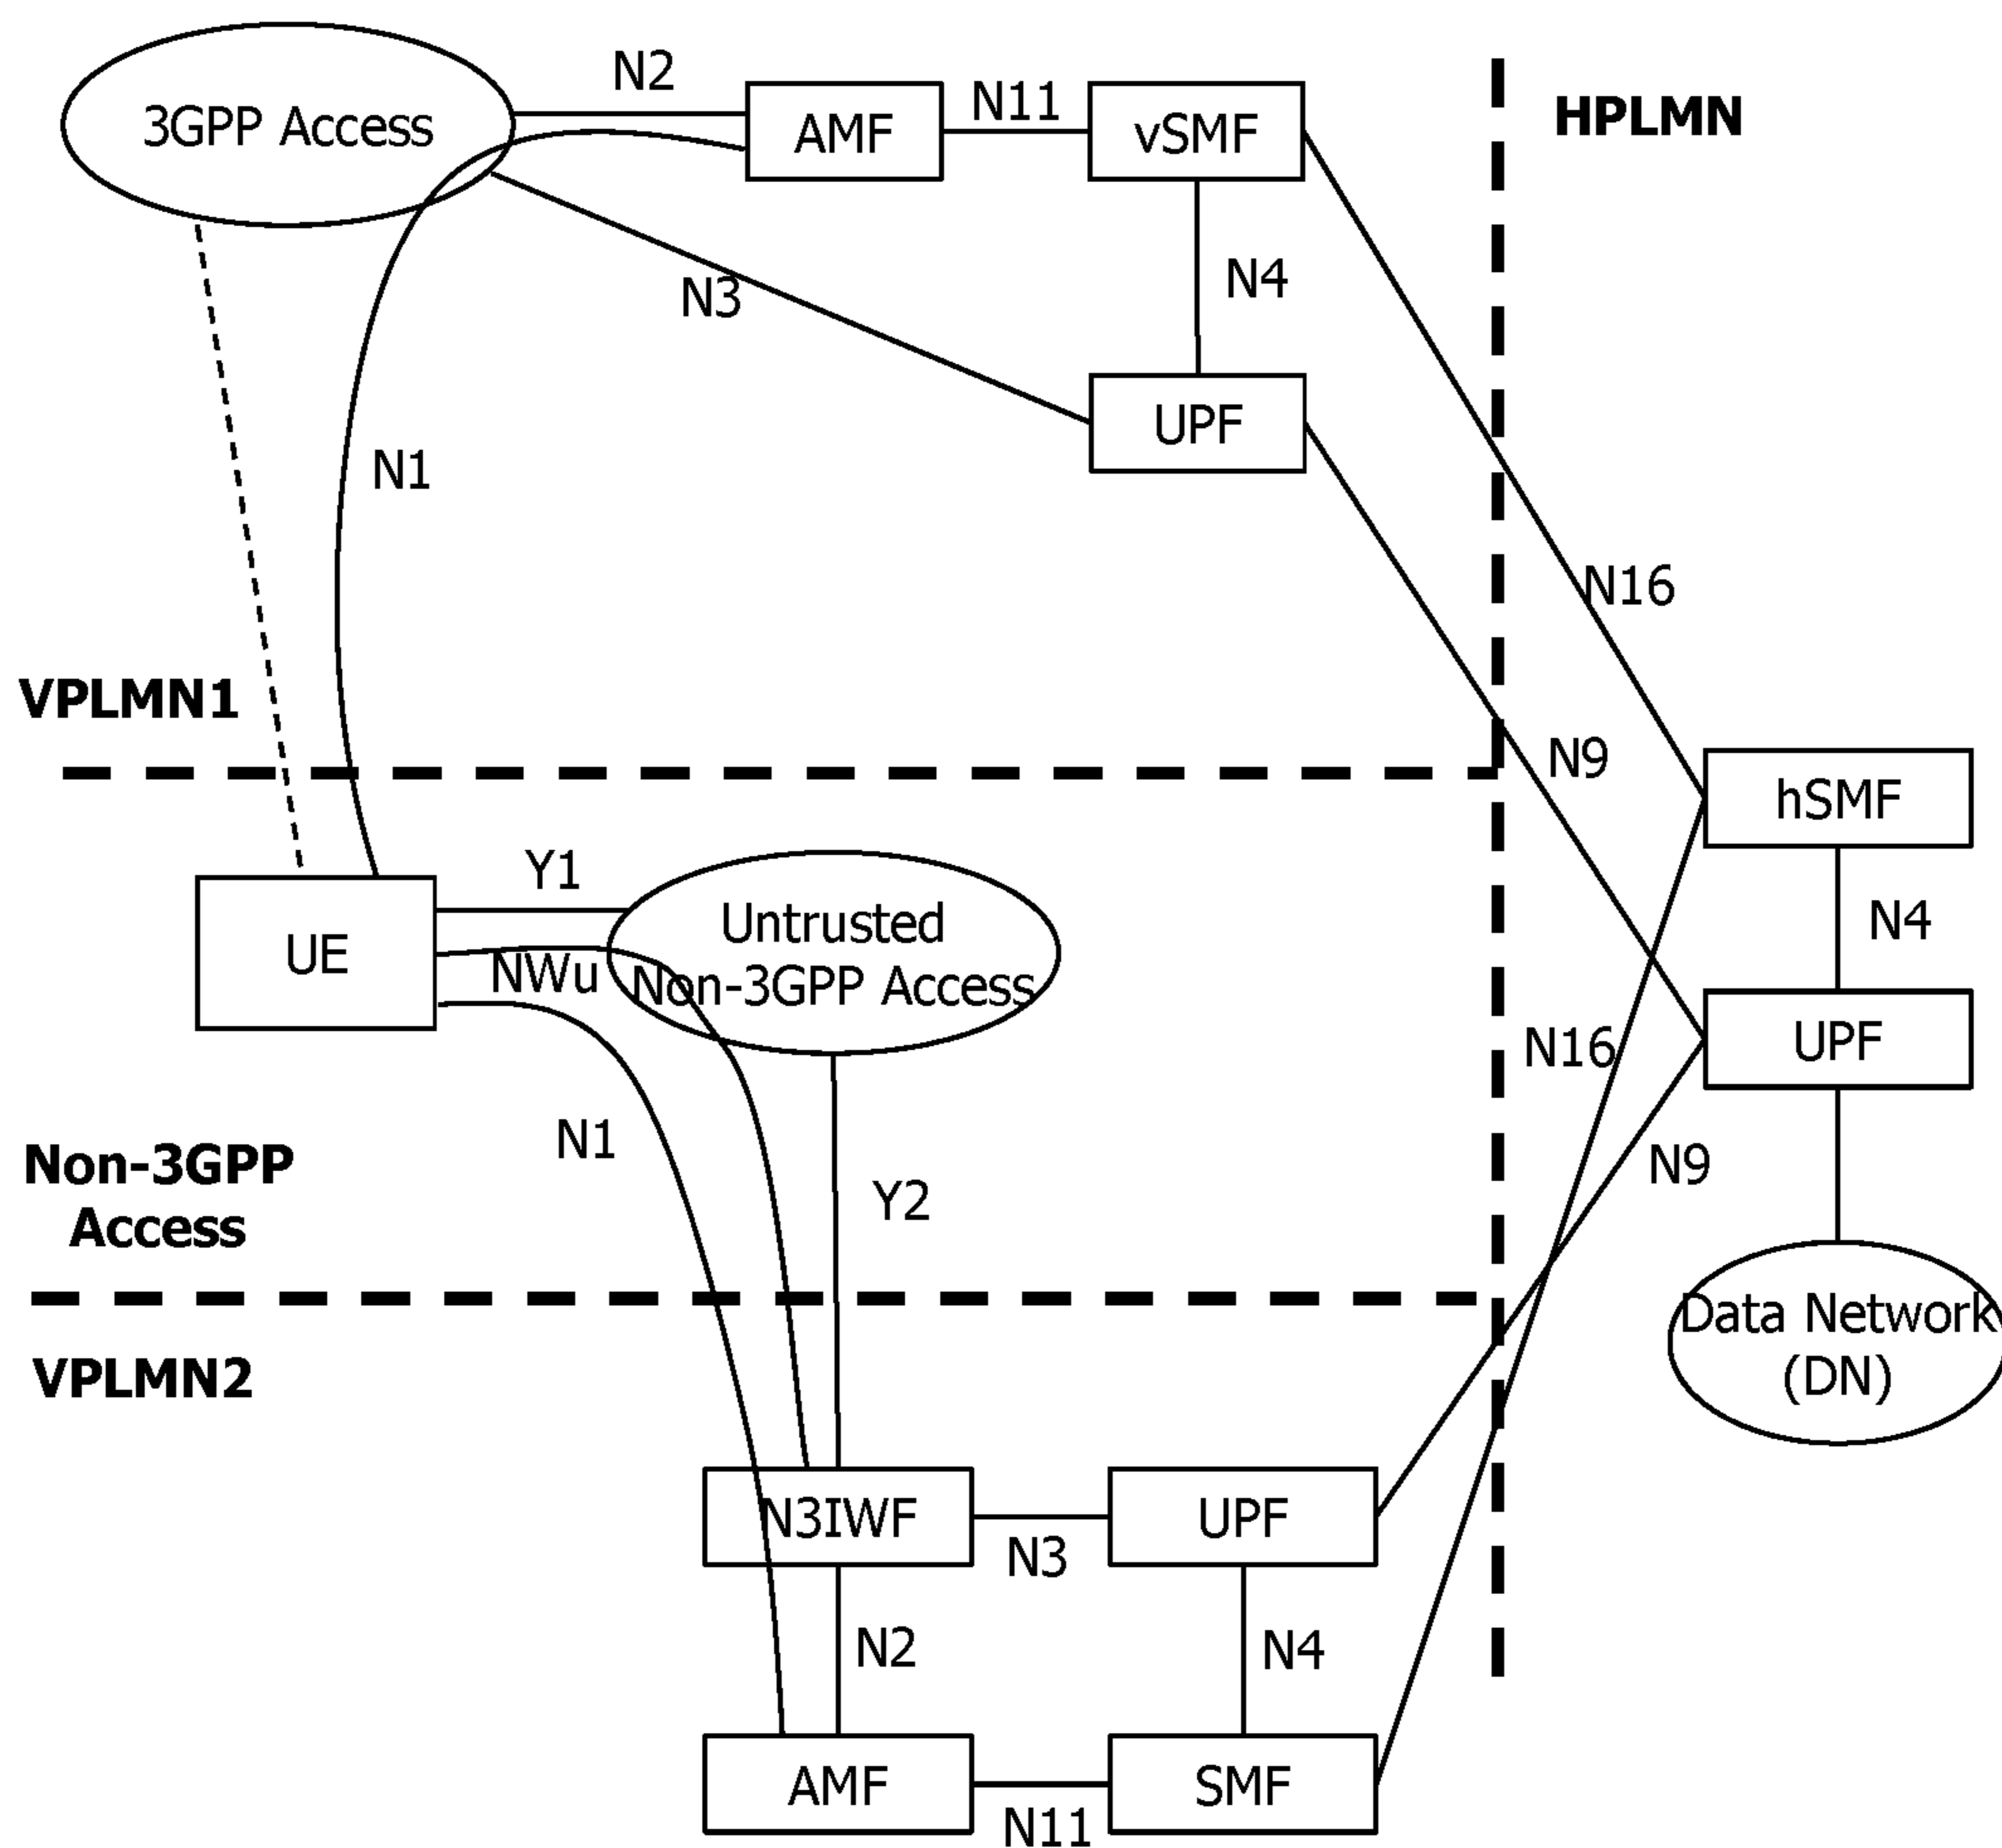 3GPP Access
N2
AMF
N11
vSMF
HPLMN
N3
N4
UPF
N1
N16
VPLMN1
N9
hSMF
Y1
UE
NWu
Untrusted
Non-3GPP Access
N4
N16
UPF
N1
Non-3GPP
Access
Y2
N9
VPLMN2
Data Network
(DN)
N3IWF
N3
UPF
N2
N4
AMF
N11
SMF